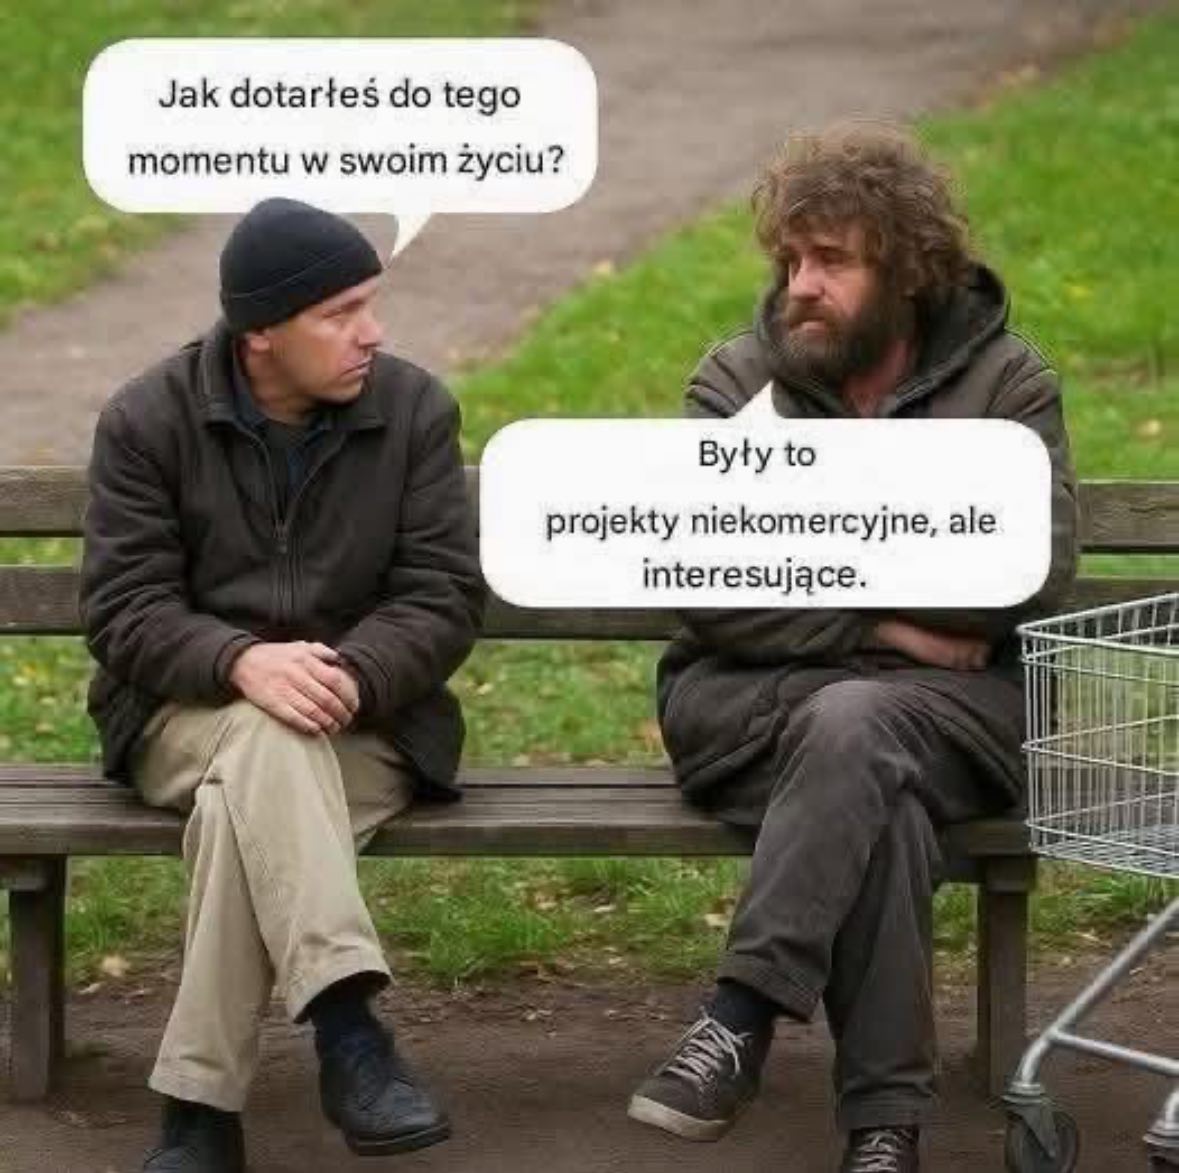 Jak dotarłeś do tego
momentu w swoim życiu?
Były to
projekty niekomercyjne, ale
interesujące.